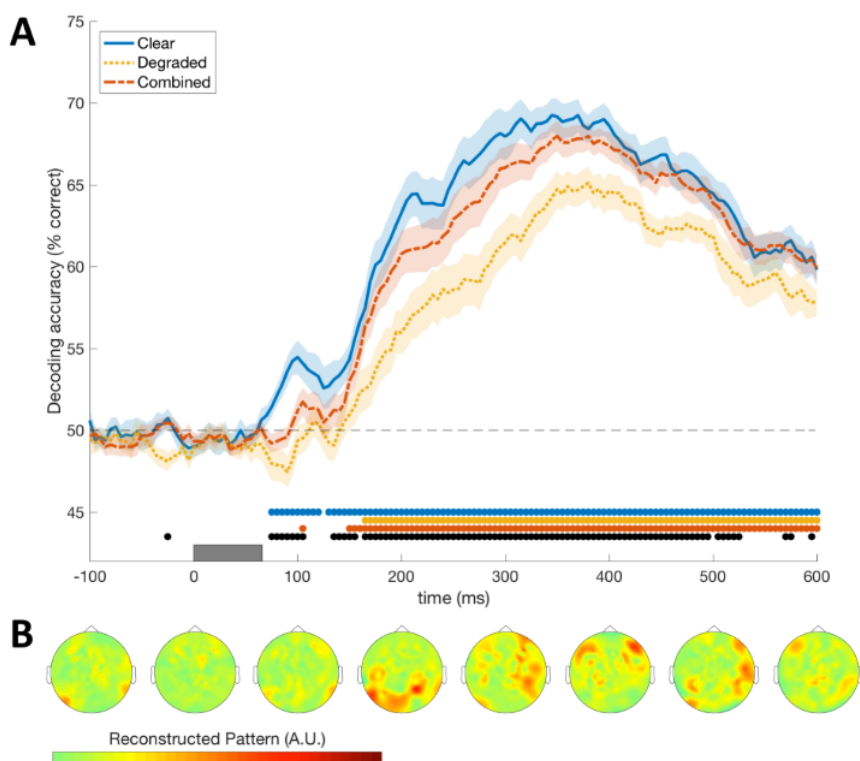 A
75
70
65
60
55
50
45
Decoding accuracy (% correct)
Clear
Degraded
Combined
-100
0
100
200
300
400
500
600
time (ms)
B
Reconstructed Pattern (A.U.)